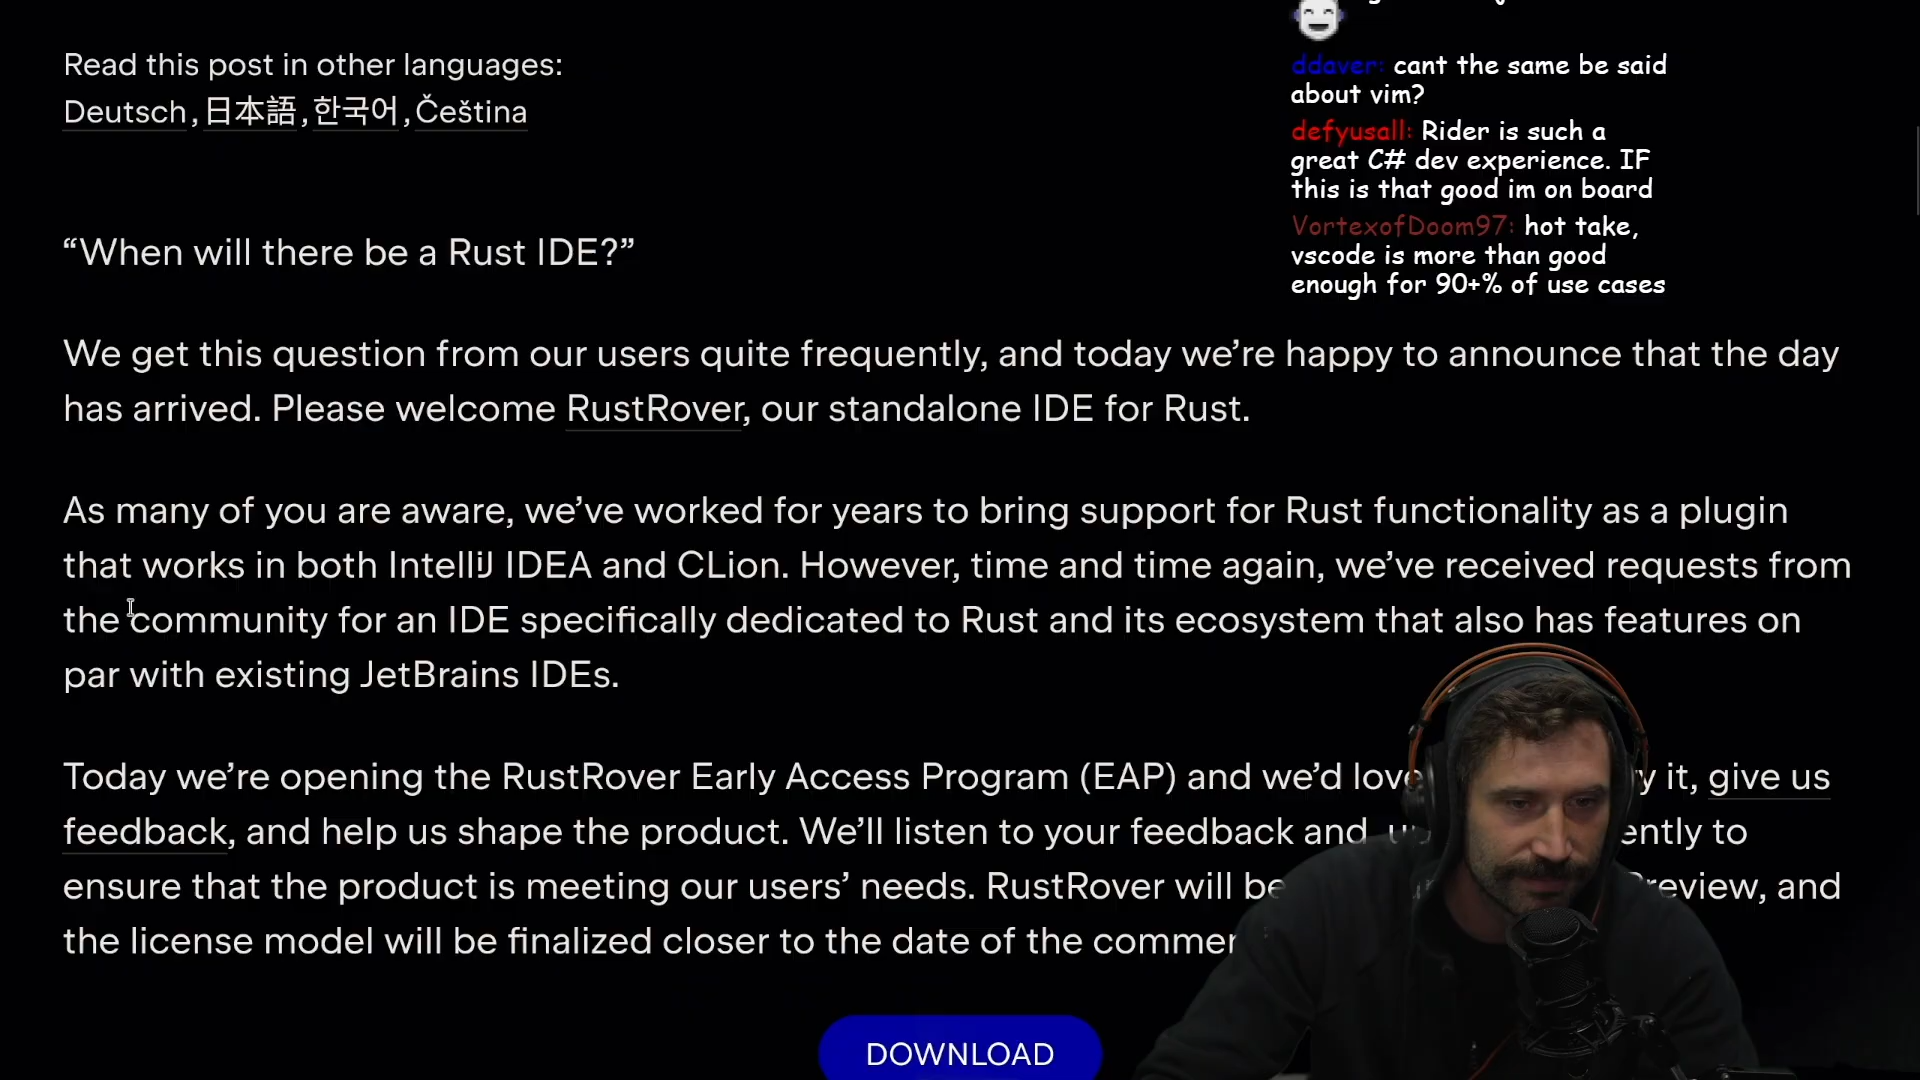 Read this post in other languages:
Deutsch, 日本語, 한국어, Čeština
ddaver: cant the same be said
about vim?
defyusall: Rider is such a
great C# dev experience. IF
this is that good im on board
VortexofDoom97: hot take,
vscode is more than good
enough for 90+% of use cases
“When will there be a Rust IDE?”
We get this question from our users quite frequently, and today we’re happy to announce that the day
has arrived. Please welcome RustRover, our standalone IDE for Rust.
As many of you are aware, we’ve worked for years to bring support for Rust functionality as a plugin
that works in both IntelliJ IDEA and CLion. However, time and time again, we’ve received requests from
the community for an IDE specifically dedicated to Rust and its ecosystem that also has features on
par with existing JetBrains IDEs.
Today we’re opening the RustRover Early Access Program (EAP) and we’d love it, give us
feedback, and help us shape the product. We’ll listen to your feedback and to
ensure that the product is meeting our users’ needs. RustRover will be Preview, and
the license model will be finalized closer to the date of the
DOWNLOAD